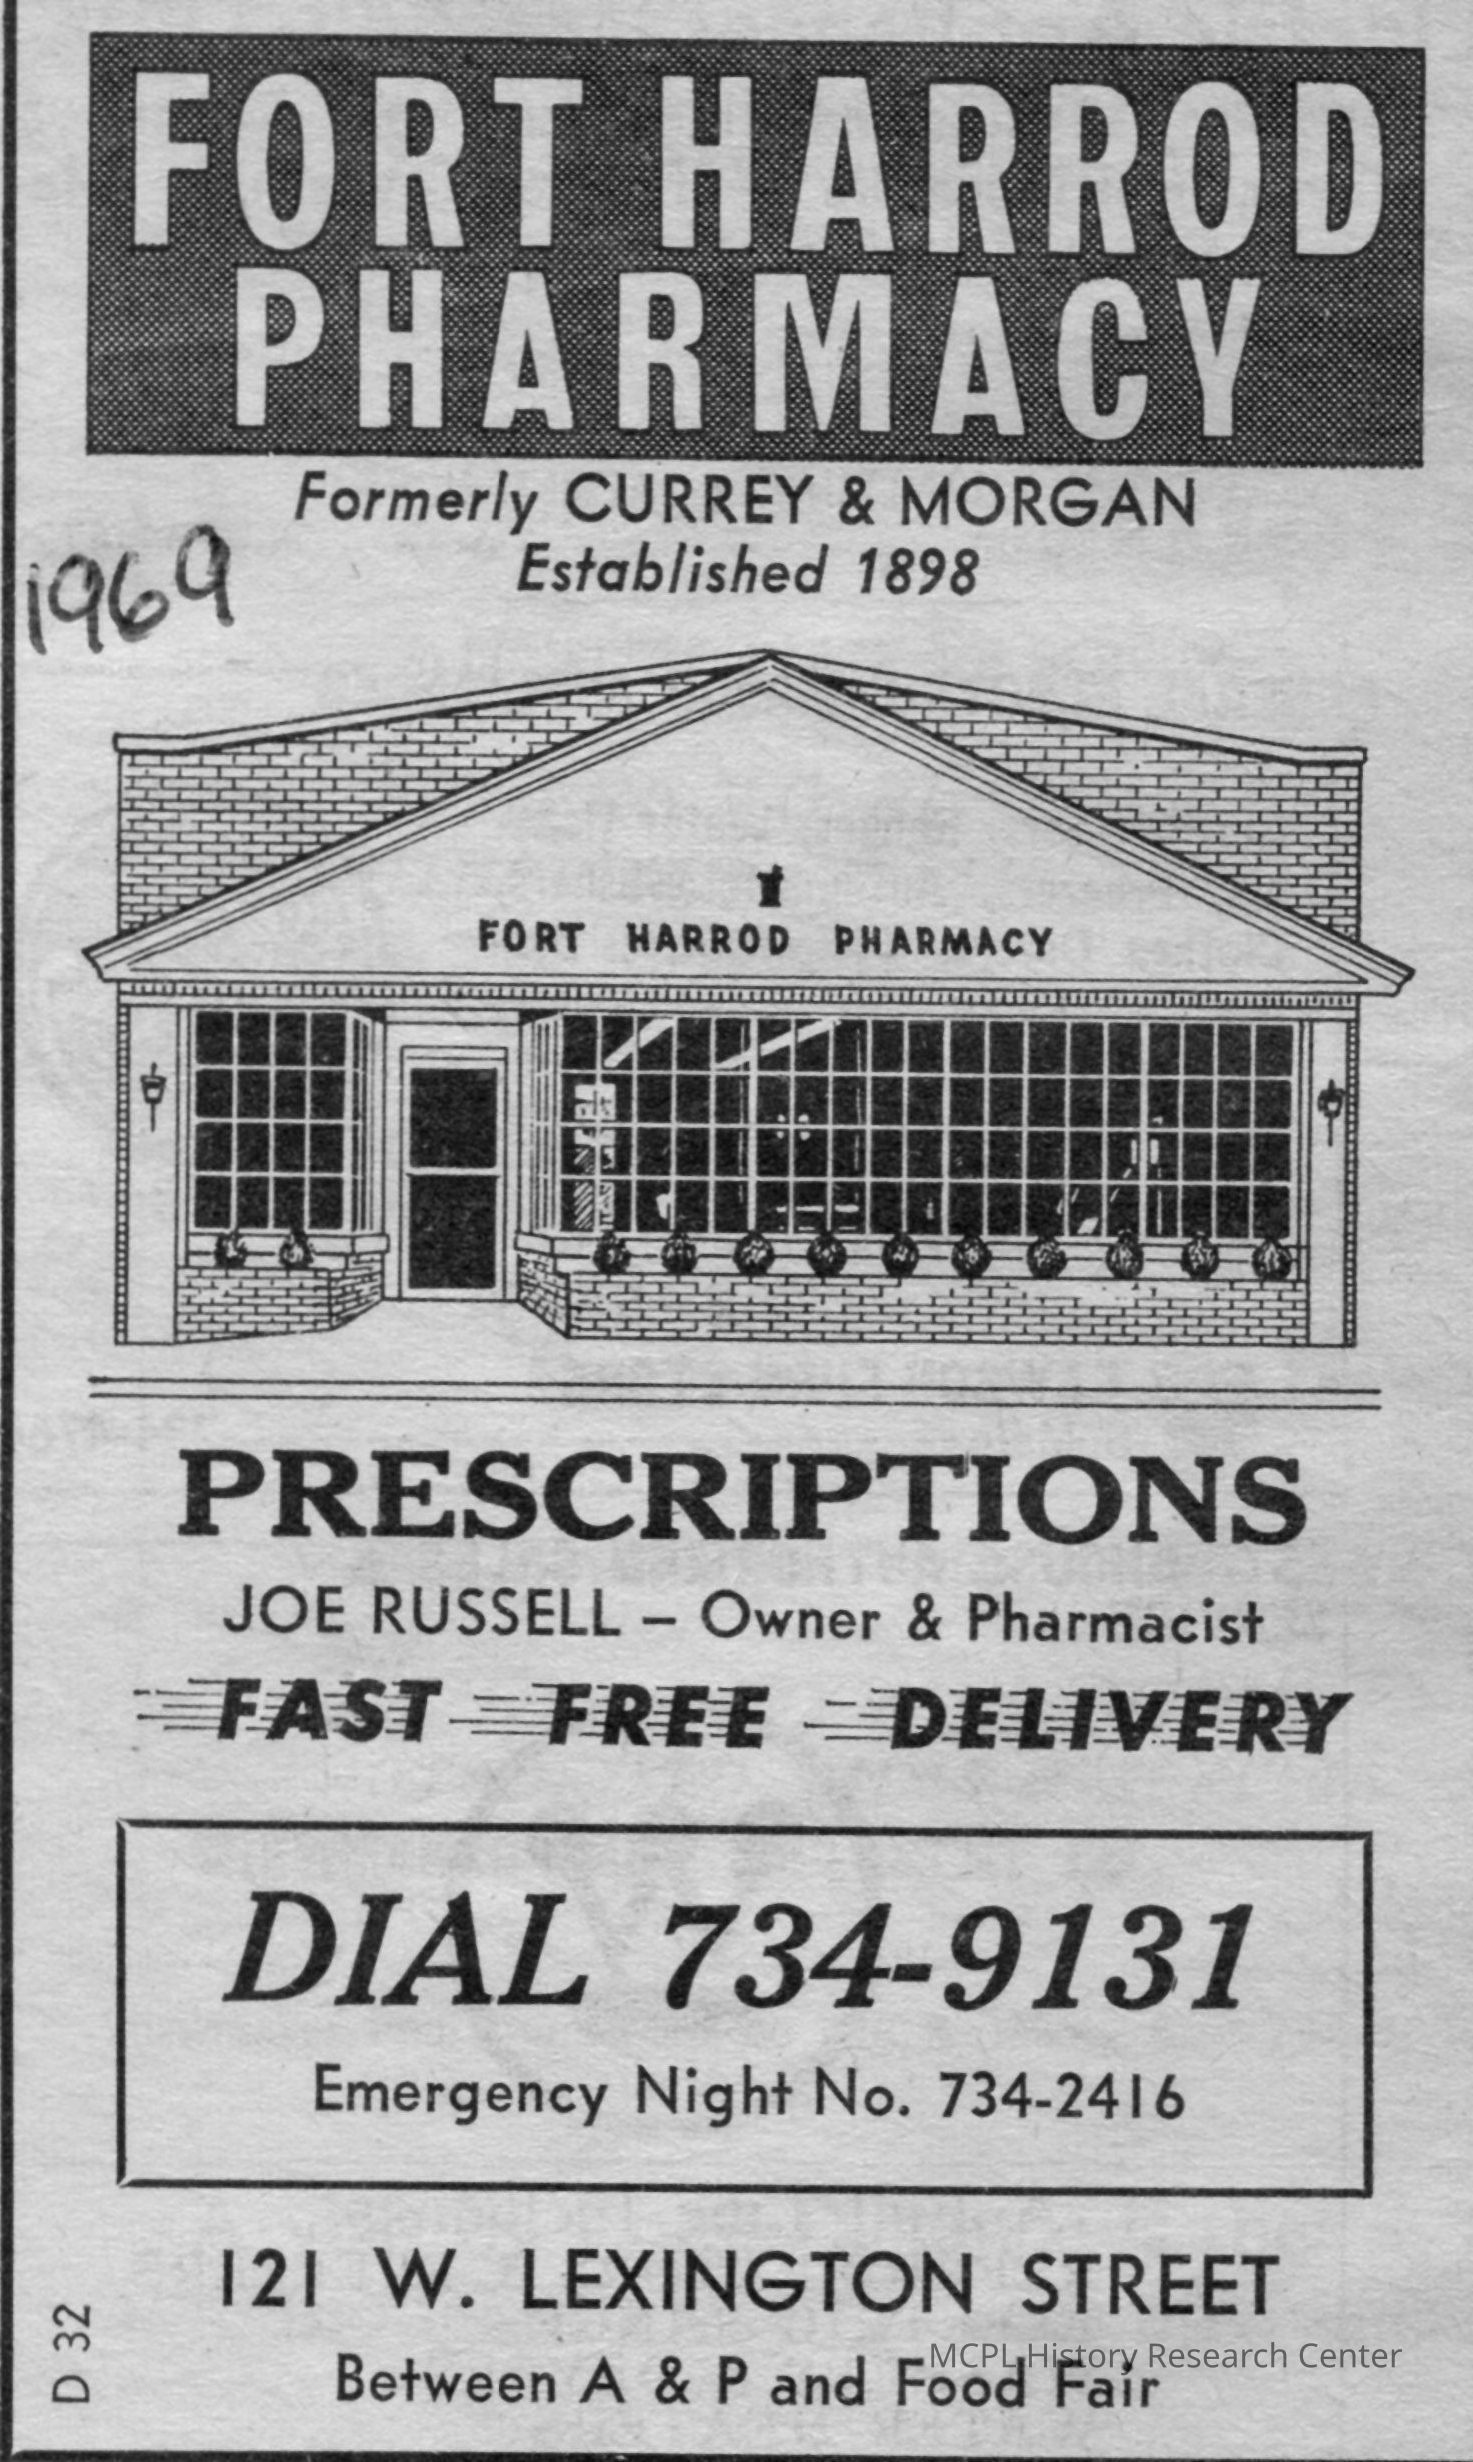 FORT HARROD
PHARMACY
Formerly CURREY & MORGAN
Established 1898
1969
FORT HARROD PHARMACY
PRESCRIPTIONS
JOE RUSSELL – Owner & Pharmacist
FAST FREE DELIVERY
DIAL 734-9131
Emergency Night No. 734-2416
121 W. LEXINGTON STREET
Between A & P and Food Fair
D 32
MCPL History Research Center